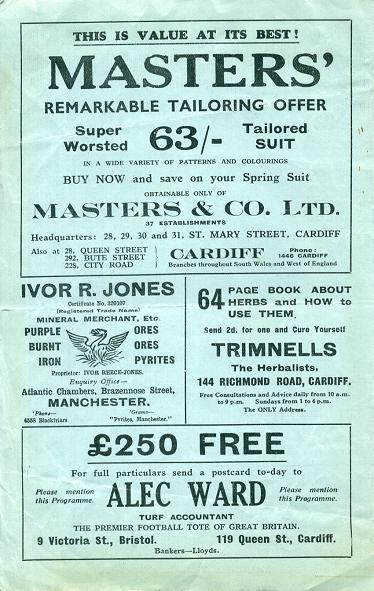 THIS IS VALUE AT ITS BEST!
MASTERS'
REMARKABLE TAILORING OFFER
Super Worsted 63/- Tailored SUIT
IN A WIDE VARIETY OF PATTERNS AND COLOURINGS
BUY NOW and save on your Spring Suit
OBTAINABLE ONLY OF
MASTERS & CO. LTD.
37 ESTABLISHMENTS
Headquarters: 28, 29, 30 and 31, ST. MARY STREET, CARDIFF
Also at 28, QUEEN STREET
292, BUTE STREET
228, CITY ROAD
CARDIFF Phone: 1446 CARDIFF
Branches throughout South Wales and West of England
IVOR R. JONES
Certificate No. 320107.
(Registered Trade Name)
MINERAL MERCHANT, Etc.
PURPLE ORES
BURNT ORES
IRON PYRITES
Proprietor: IVOR REECE-JONES.
Enquiry Office—
Atlantic Chambers, Brazennose Street,
MANCHESTER.
'Phone— 'Grams—
4558 Blackfriars "Pyrites, Manchester."
64 PAGE BOOK ABOUT
HERBS and HOW to
USE THEM.
Send 2d. for one and Cure Yourself
TRIMNELLS
The Herbalists,
144 RICHMOND ROAD, CARDIFF.
Free Consultations and Advice daily from 10 a.m.
to 9 p.m. Sundays from 1 to 4 p.m.
The ONLY Address.
£250 FREE
For full particulars send a postcard to-day to
Please mention this Programme. ALEC WARD Please mention this Programme.
TURF ACCOUNTANT
THE PREMIER FOOTBALL TOTE OF GREAT BRITAIN.
9 Victoria St., Bristol. 119 Queen St., Cardiff.
Bankers—Lloyds.